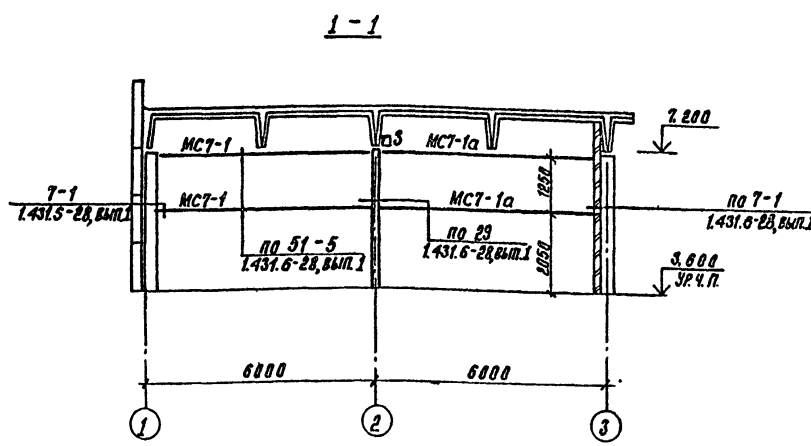 1-1
7.200
3
МС7-1
МС7-1а
1250
7-1
1.431.5-28, вып.1
МС7-1
МС7-1а
по 7-1
1.431.6-28, вып.1
по 51-5
1.431.6-28, вып.1
по 29
1.431.6-28, вып.1
2050
3.600
УР.Ч.П.
6000
6000
1
2
3